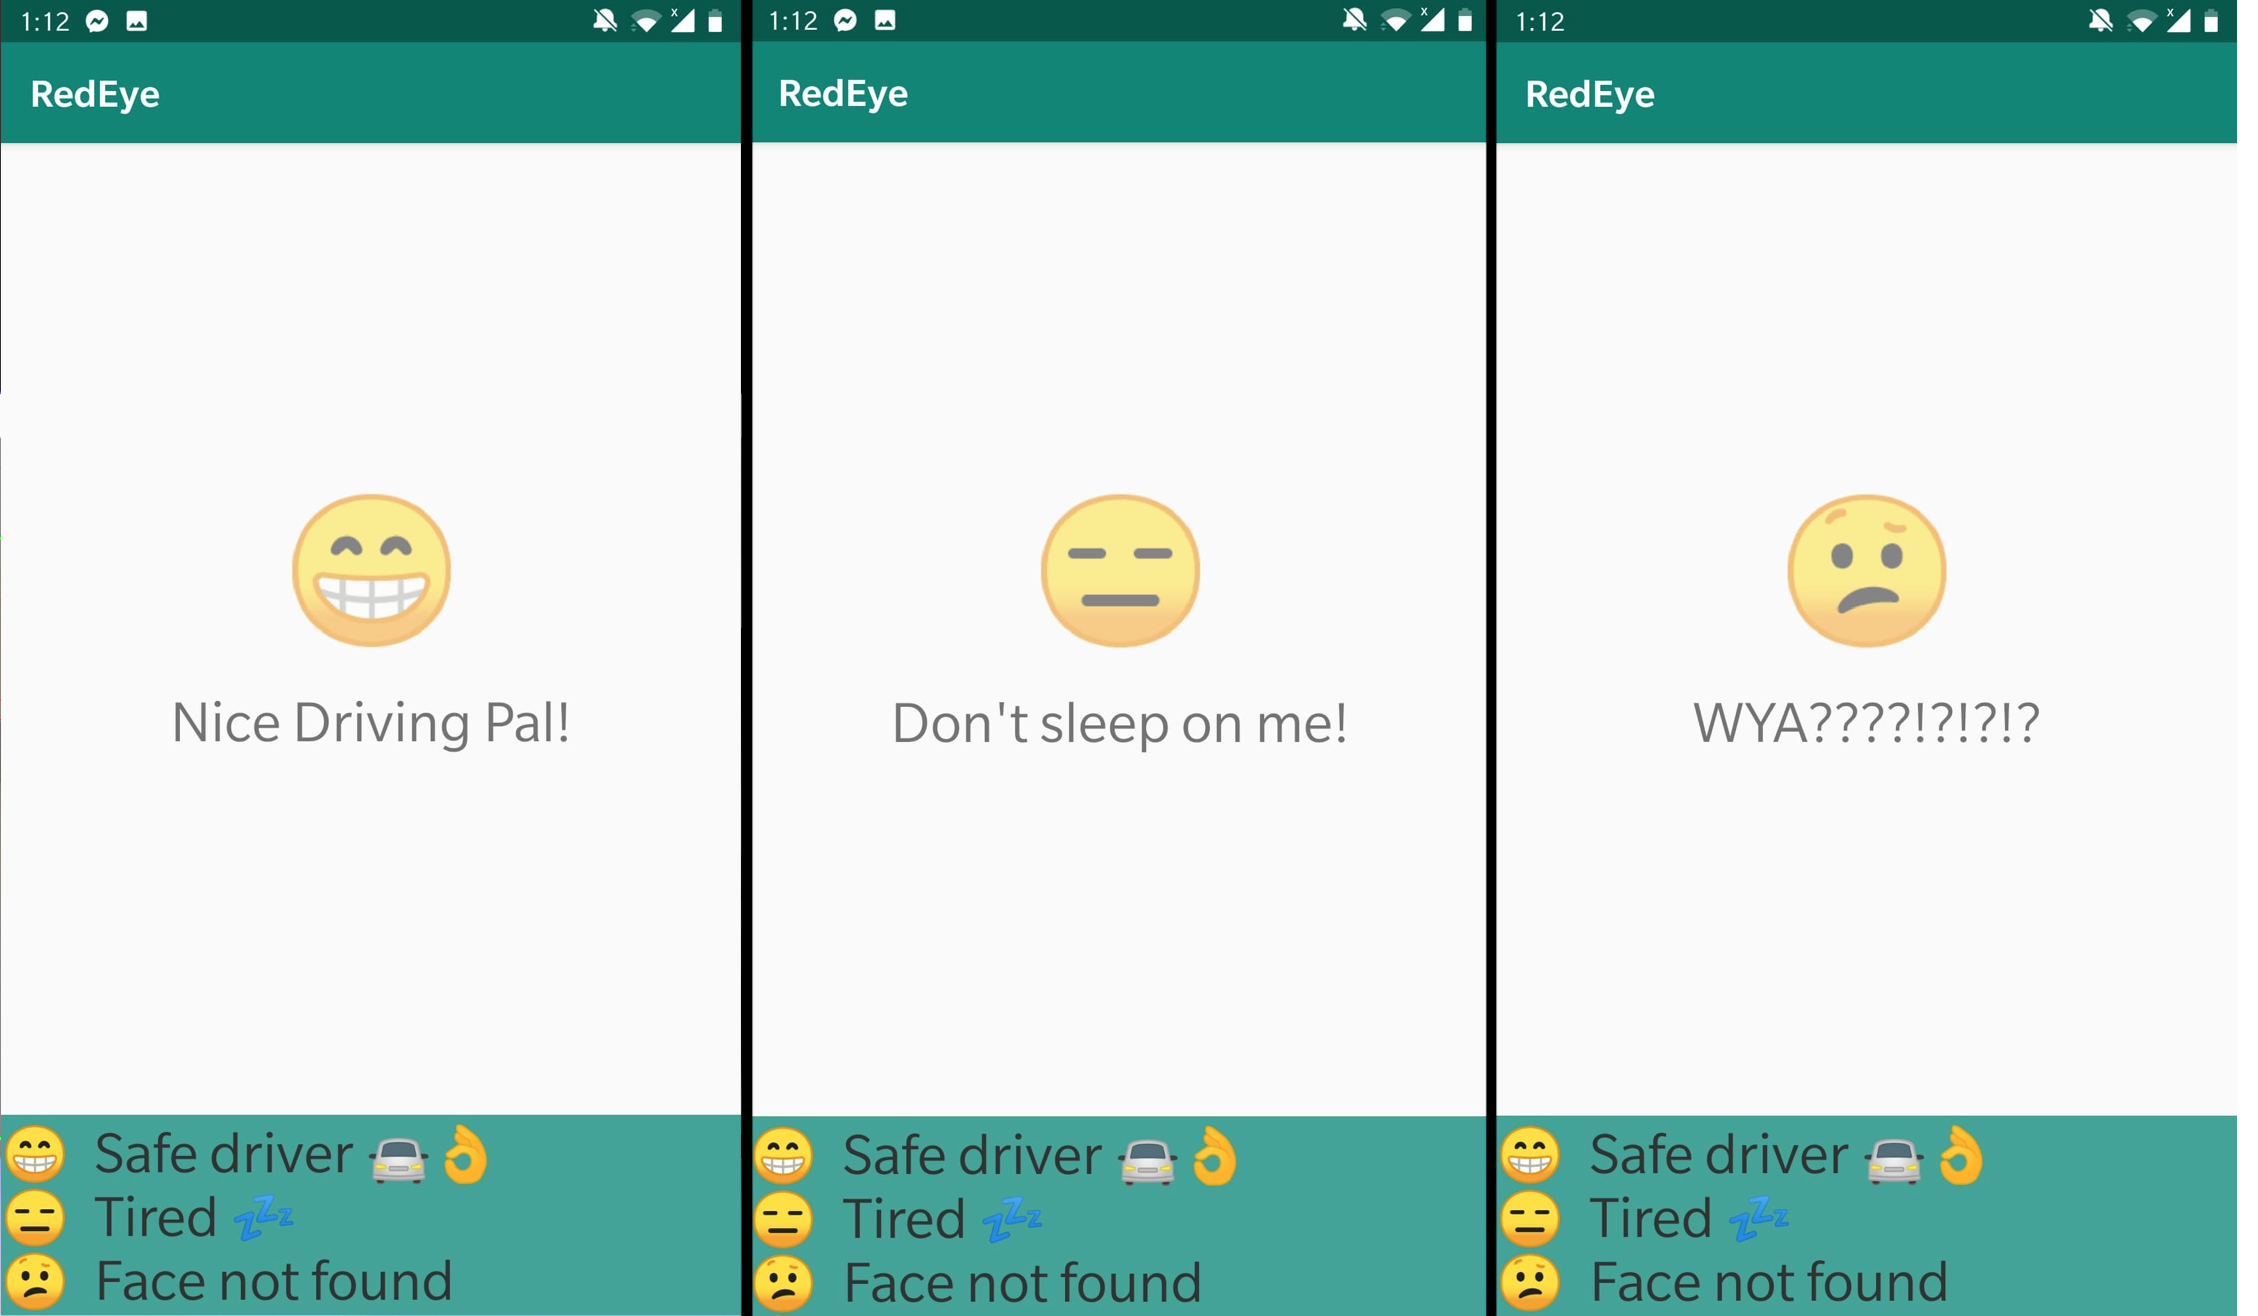 1:12
RedEye
Nice Driving Pal!
Safe driver 🚘👌
Tired 💤
Face not found
1:12
RedEye
Don't sleep on me!
Safe driver 🚘👌
Tired 💤
Face not found
1:12
RedEye
WYA????!?!?!?
Safe driver 🚘👌
Tired 💤
Face not found